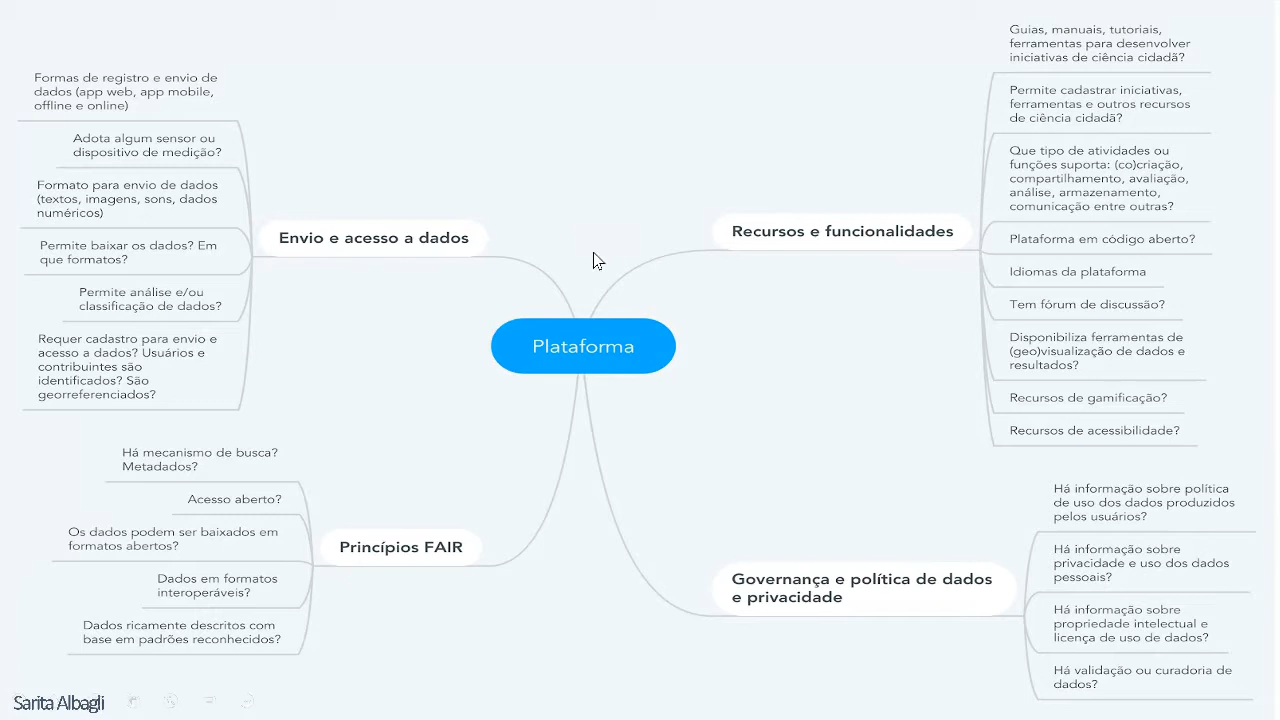 Formas de registro e envio de
dados (app web, app mobile,
offline e online)
Adota algum sensor ou
dispositivo de medição?
Formato para envio de dados
(textos, imagens, sons, dados
numéricos)
Permite baixar os dados? Em
que formatos?
Permite análise e/ou
classificação de dados?
Requer cadastro para envio e
acesso a dados? Usuários e
contribuintes são
identificados? São
georreferenciados?
Envio e acesso a dados
Há mecanismo de busca?
Metadados?
Acesso aberto?
Os dados podem ser baixados em
formatos abertos?
Dados em formatos
interoperáveis?
Dados ricamente descritos com
base em padrões reconhecidos?
Princípios FAIR
Plataforma
Recursos e funcionalidades
Guias, manuais, tutoriais,
ferramentas para desenvolver
iniciativas de ciência cidadã?
Permite cadastrar iniciativas,
ferramentas e outros recursos
de ciência cidadã?
Que tipo de atividades ou
funções suporta: (co)criação,
compartilhamento, avaliação,
análise, armazenamento,
comunicação entre outras?
Plataforma em código aberto?
Idiomas da plataforma
Tem fórum de discussão?
Disponibiliza ferramentas de
(geo)visualização de dados e
resultados?
Recursos de gamificação?
Recursos de acessibilidade?
Governança e política de dados
e privacidade
Há informação sobre política
de uso dos dados produzidos
pelos usuários?
Há informação sobre
privacidade e uso dos dados
pessoais?
Há informação sobre
propriedade intelectual e
licença de uso de dados?
Há validação ou curadoria de
dados?
Sarita Albagli